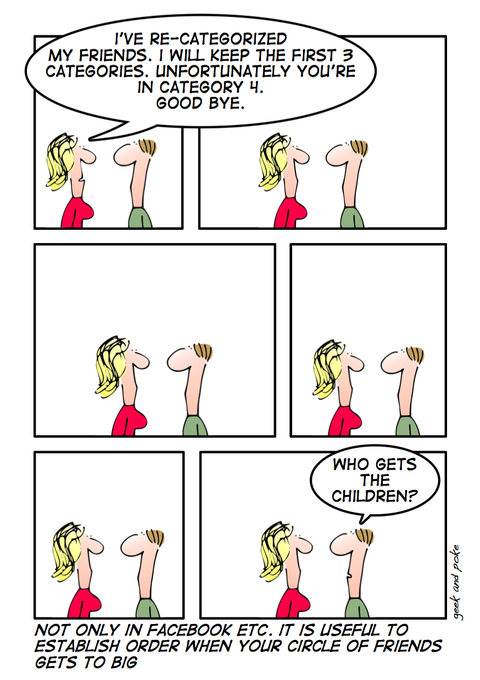 I'VE RE-CATEGORIZED
MY FRIENDS. I WILL KEEP THE FIRST 3
CATEGORIES. UNFORTUNATELY YOU'RE
IN CATEGORY 4.
GOOD BYE.
WHO GETS
THE
CHILDREN?
geek and poke
NOT ONLY IN FACEBOOK ETC. IT IS USEFUL TO
ESTABLISH ORDER WHEN YOUR CIRCLE OF FRIENDS
GETS TO BIG